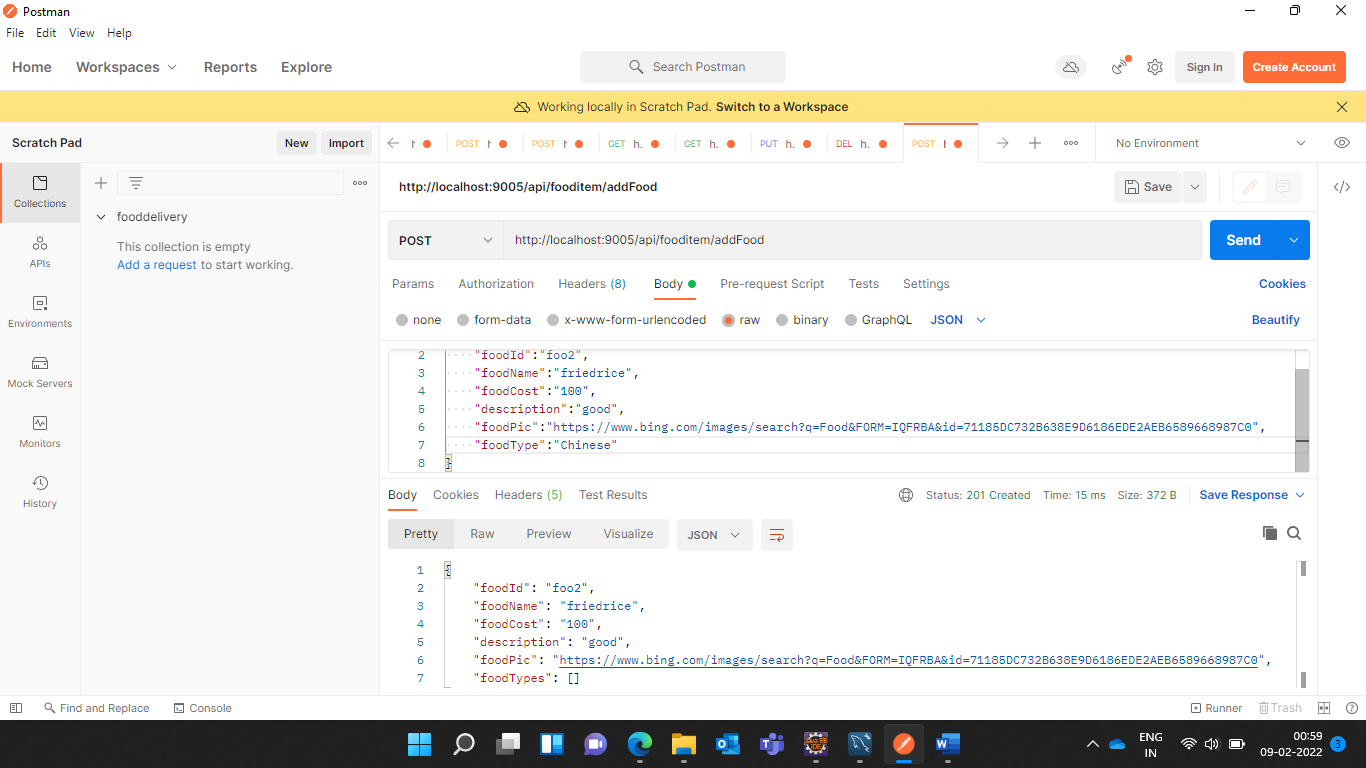 Postman
File Edit View Help
Home Workspaces Reports Explore Search Postman Sign In Create Account
Working locally in Scratch Pad. Switch to a Workspace
Scratch Pad New Import
POST POST GET h. GET h. PUT h. DEL h. POST No Environment
Collections
APIs
Environments
Mock Servers
Monitors
History
fooddelivery
This collection is empty
Add a request to start working.
http://localhost:9005/api/fooditem/addFood Save
POST http://localhost:9005/api/fooditem/addFood Send
Params Authorization Headers (8) Body Pre-request Script Tests Settings Cookies
none form-data x-www-form-urlencoded raw binary GraphQL JSON Beautify
2 "foodId":"foo2",
3 "foodName":"friedrice",
4 "foodCost":"100",
5 "description":"good",
6 "foodPic":"https://www.bing.com/images/search?q=Food&FORM=IQFRBA&id=71185DC732B638E9D6186EDE2AEB6589668987C0",
7 "foodType":"Chinese"
8 }
Body Cookies Headers (5) Test Results Status: 201 Created Time: 15 ms Size: 372 B Save Response
Pretty Raw Preview Visualize JSON
1 {
2 "foodId": "foo2",
3 "foodName": "friedrice",
4 "foodCost": "100",
5 "description": "good",
6 "foodPic": "https://www.bing.com/images/search?q=Food&FORM=IQFRBA&id=71185DC732B638E9D6186EDE2AEB6589668987C0",
7 "foodTypes": []
Find and Replace Console Runner Trash
ENG
IN
00:59
09-02-2022
3